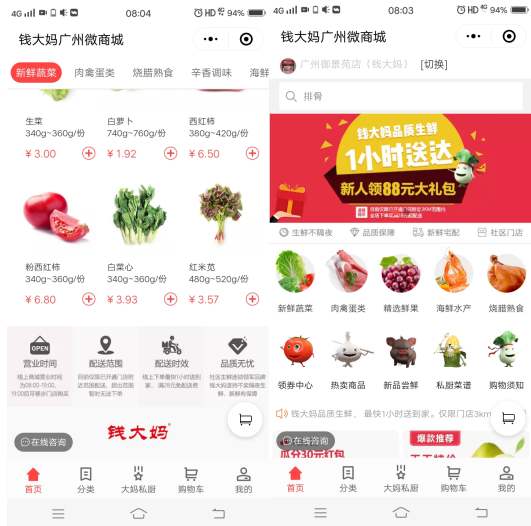 4G 08:04 HD 4G 94%
钱大妈广州微商城
新鲜蔬菜 肉禽蛋类 烧腊熟食 辛香调味 海鲜
生菜 白萝卜 西红柿
340g~360g/份 740g~760g/份 380g~420g/份
¥ 3.00 ¥ 1.92 ¥ 6.50
粉西红柿 白菜心 红米苋
340g~360g/份 340g~360g/份 480g~520g/份
¥ 6.80 ¥ 3.93 ¥ 3.57
OPEN
营业时间 配送范围 配送时效 品质无忧
钱大妈
在线咨询
首页 分类 大妈私厨 购物车 我的
4G 08:03 HD 4G 94%
钱大妈广州微商城
广州御景苑店(钱大妈) [切换]
排骨
钱大妈品质生鲜
1小时送达
新人领88元大礼包
生鲜不隔夜 品质保障 新鲜宅配 社区门店
新鲜蔬菜 肉禽蛋类 精选鲜果 海鲜水产 烧腊熟食
领券中心 热卖商品 新品尝鲜 私厨菜谱 购物须知
钱大妈品质生鲜,最快1小时送到家。仅限门店3km
在线咨询
瓜分30元红包
爆款推荐
首页 分类 大妈私厨 购物车 我的